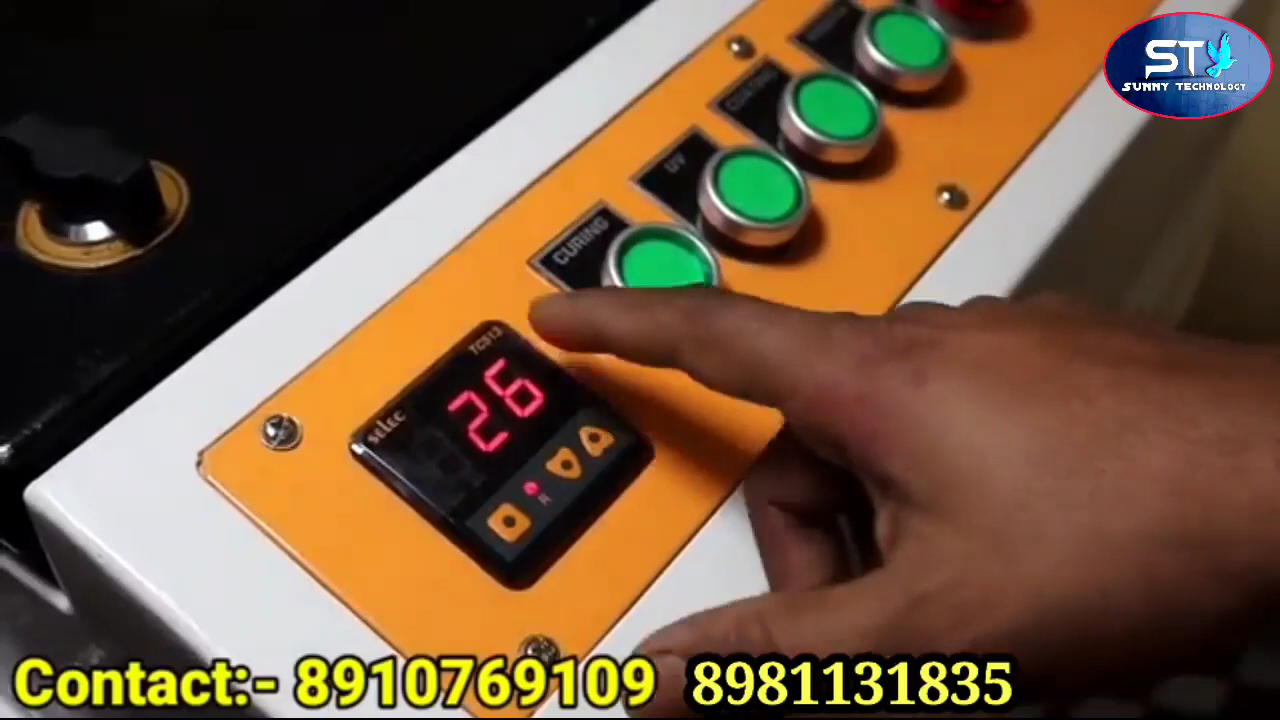 ST
SUNNY TECHNOLOGY
UV
CURING
TC513
26
selec
R
Contact:- 8910769109 8981131835